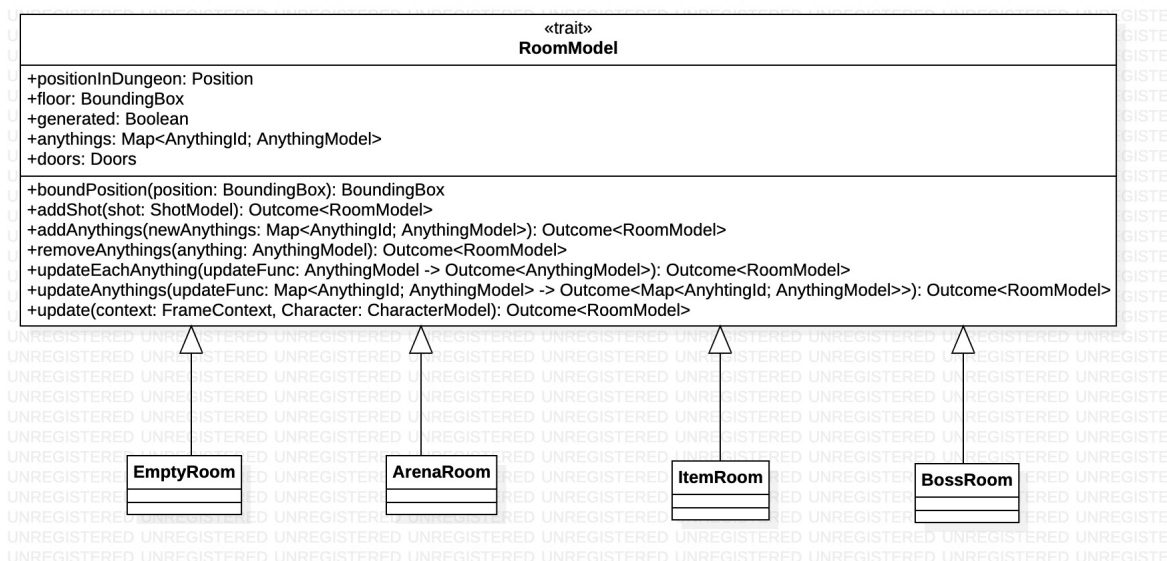 «trait»
RoomModel
+positionInDungeon: Position
+floor: BoundingBox
+generated: Boolean
+anythings: Map<AnythingId; AnythingModel>
+doors: Doors
+boundPosition(position: BoundingBox): BoundingBox
+addShot(shot: ShotModel): Outcome<RoomModel>
+addAnythings(newAnythings: Map<AnythingId; AnythingModel>): Outcome<RoomModel>
+removeAnythings(anything: AnythingModel): Outcome<RoomModel>
+updateEachAnything(updateFunc: AnythingModel -> Outcome<AnythingModel>): Outcome<RoomModel>
+updateAnythings(updateFunc: Map<AnythingId; AnythingModel> -> Outcome<Map<AnyhtingId; AnythingModel>>): Outcome<RoomModel>
+update(context: FrameContext, Character: CharacterModel): Outcome<RoomModel>
EmptyRoom
ArenaRoom
ItemRoom
BossRoom